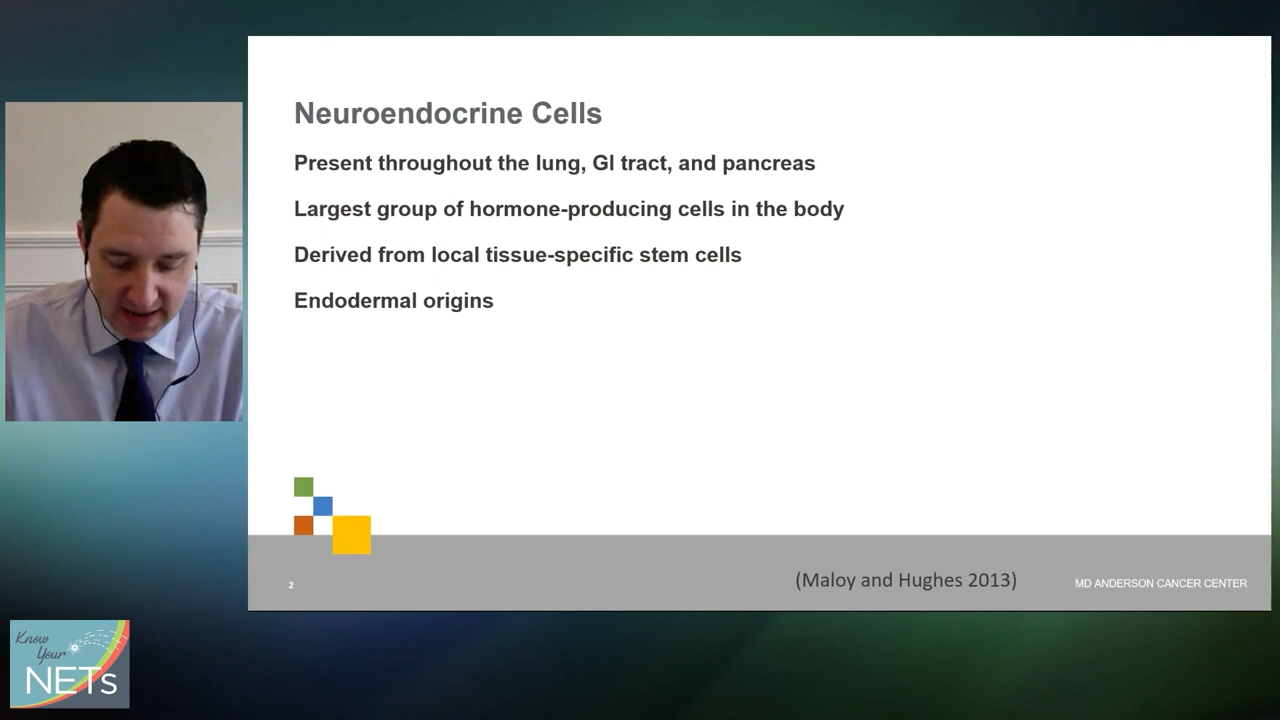 Neuroendocrine Cells
Present throughout the lung, GI tract, and pancreas
Largest group of hormone-producing cells in the body
Derived from local tissue-specific stem cells
Endodermal origins
2
(Maloy and Hughes 2013)
MD ANDERSON CANCER CENTER
Know
Your
NETs